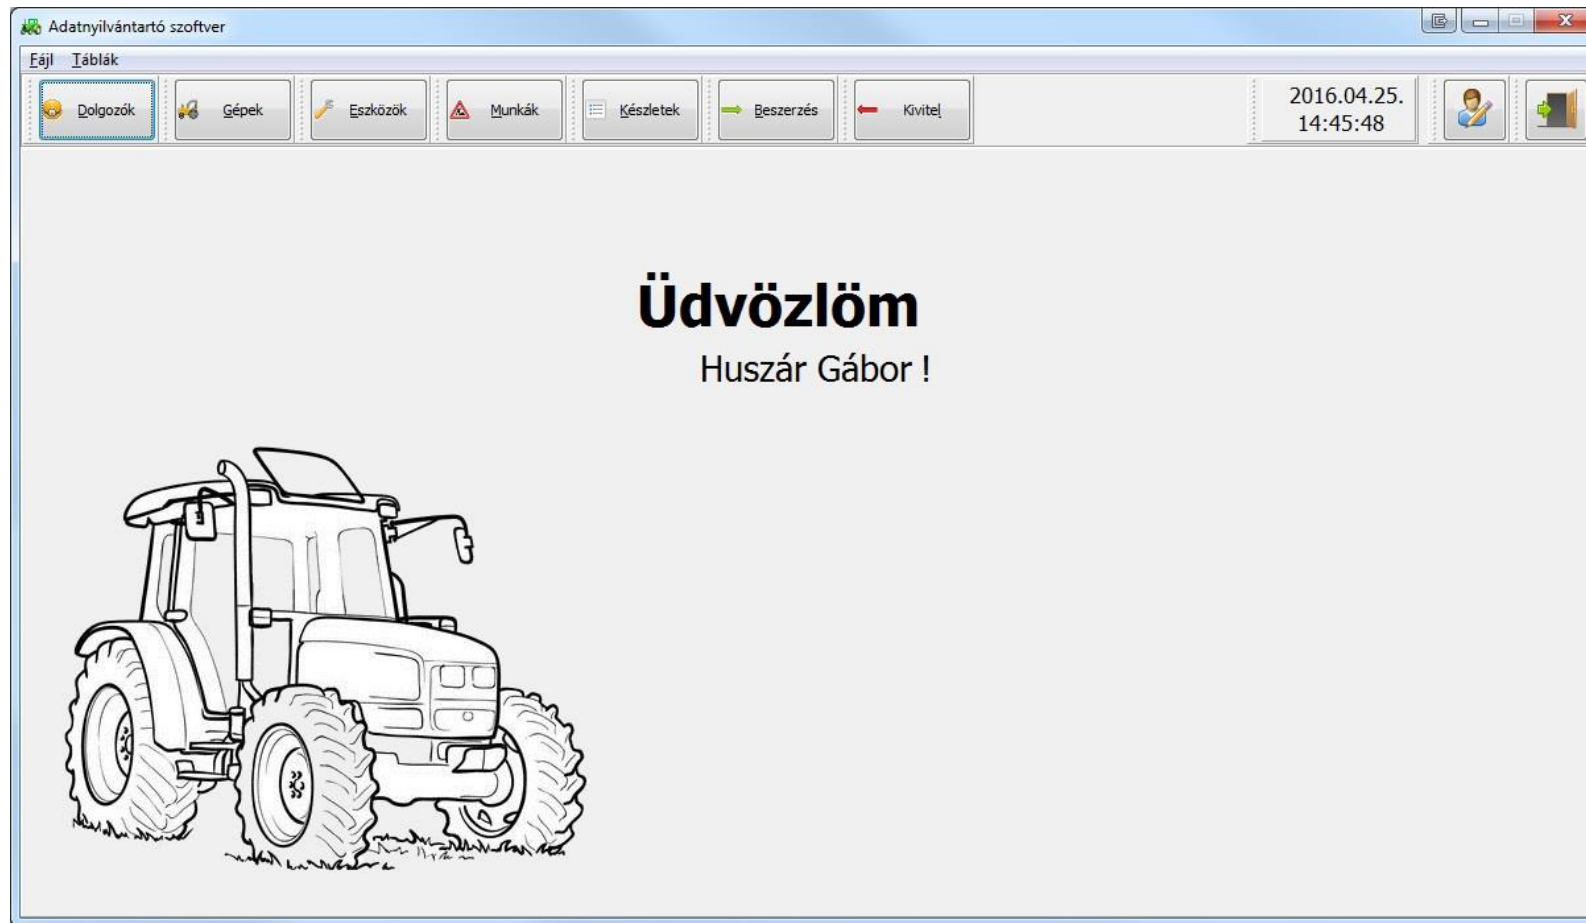 Adatnyilvántartó szoftver
Fájl Táblák
Dolgozók Gépek Eszközök Munkák Készletek Beszerzés Kivitel
2016.04.25.
14:45:48
Üdvözlöm
Huszár Gábor !